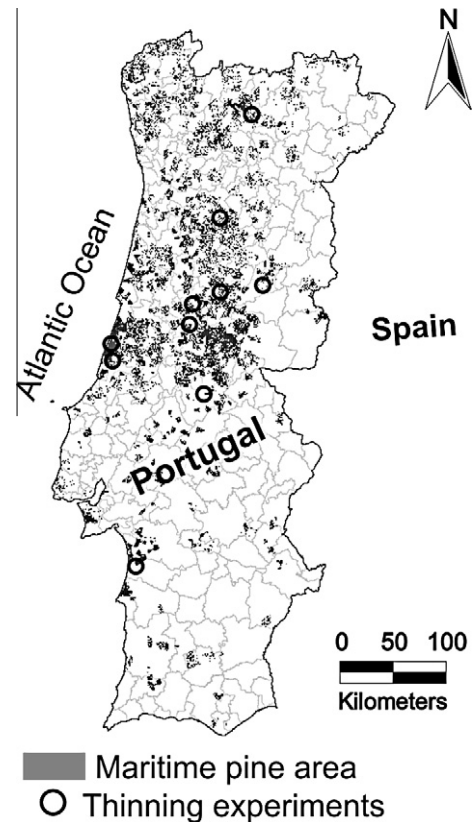 N
Atlantic Ocean
Spain
Portugal
0 50 100
Kilometers
Maritime pine area
Thinning experiments